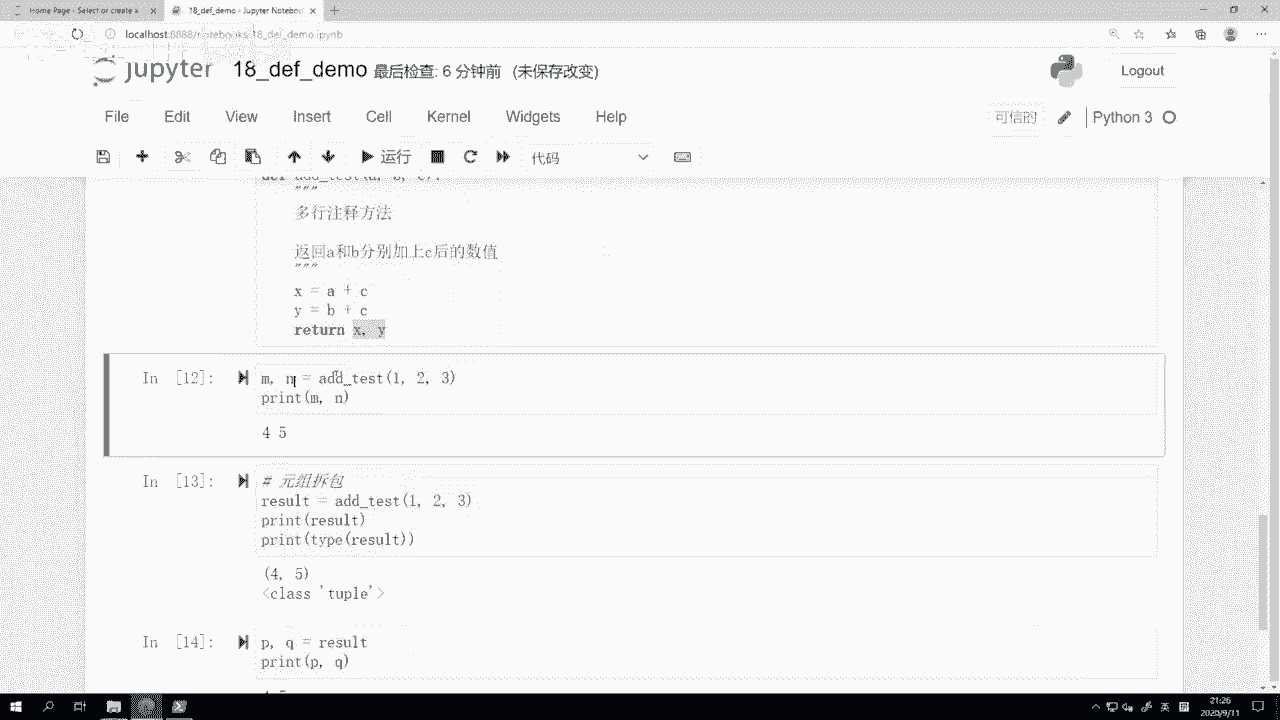 Home Page - Select or create a
18_def_demo - Jupyter Notebook
localhost:8888/notebooks/18_def_demo.ipynb
jupyter 18_def_demo 最后检查: 6 分钟前 (未保存改变)
Logout
File Edit View Insert Cell Kernel Widgets Help
可信的
Python 3
运行
代码
def add_test(a, b, c):
"""
多行注释方法
返回a和b分别加上c后的数值
"""
x = a + c
y = b + c
return x, y
In [12]:
m, n = add_test(1, 2, 3)
print(m, n)
4 5
In [13]:
# 元组拆包
result = add_test(1, 2, 3)
print(result)
print(type(result))
(4, 5)
<class 'tuple'>
In [14]:
p, q = result
print(p, q)
英
21:26
2020/9/11